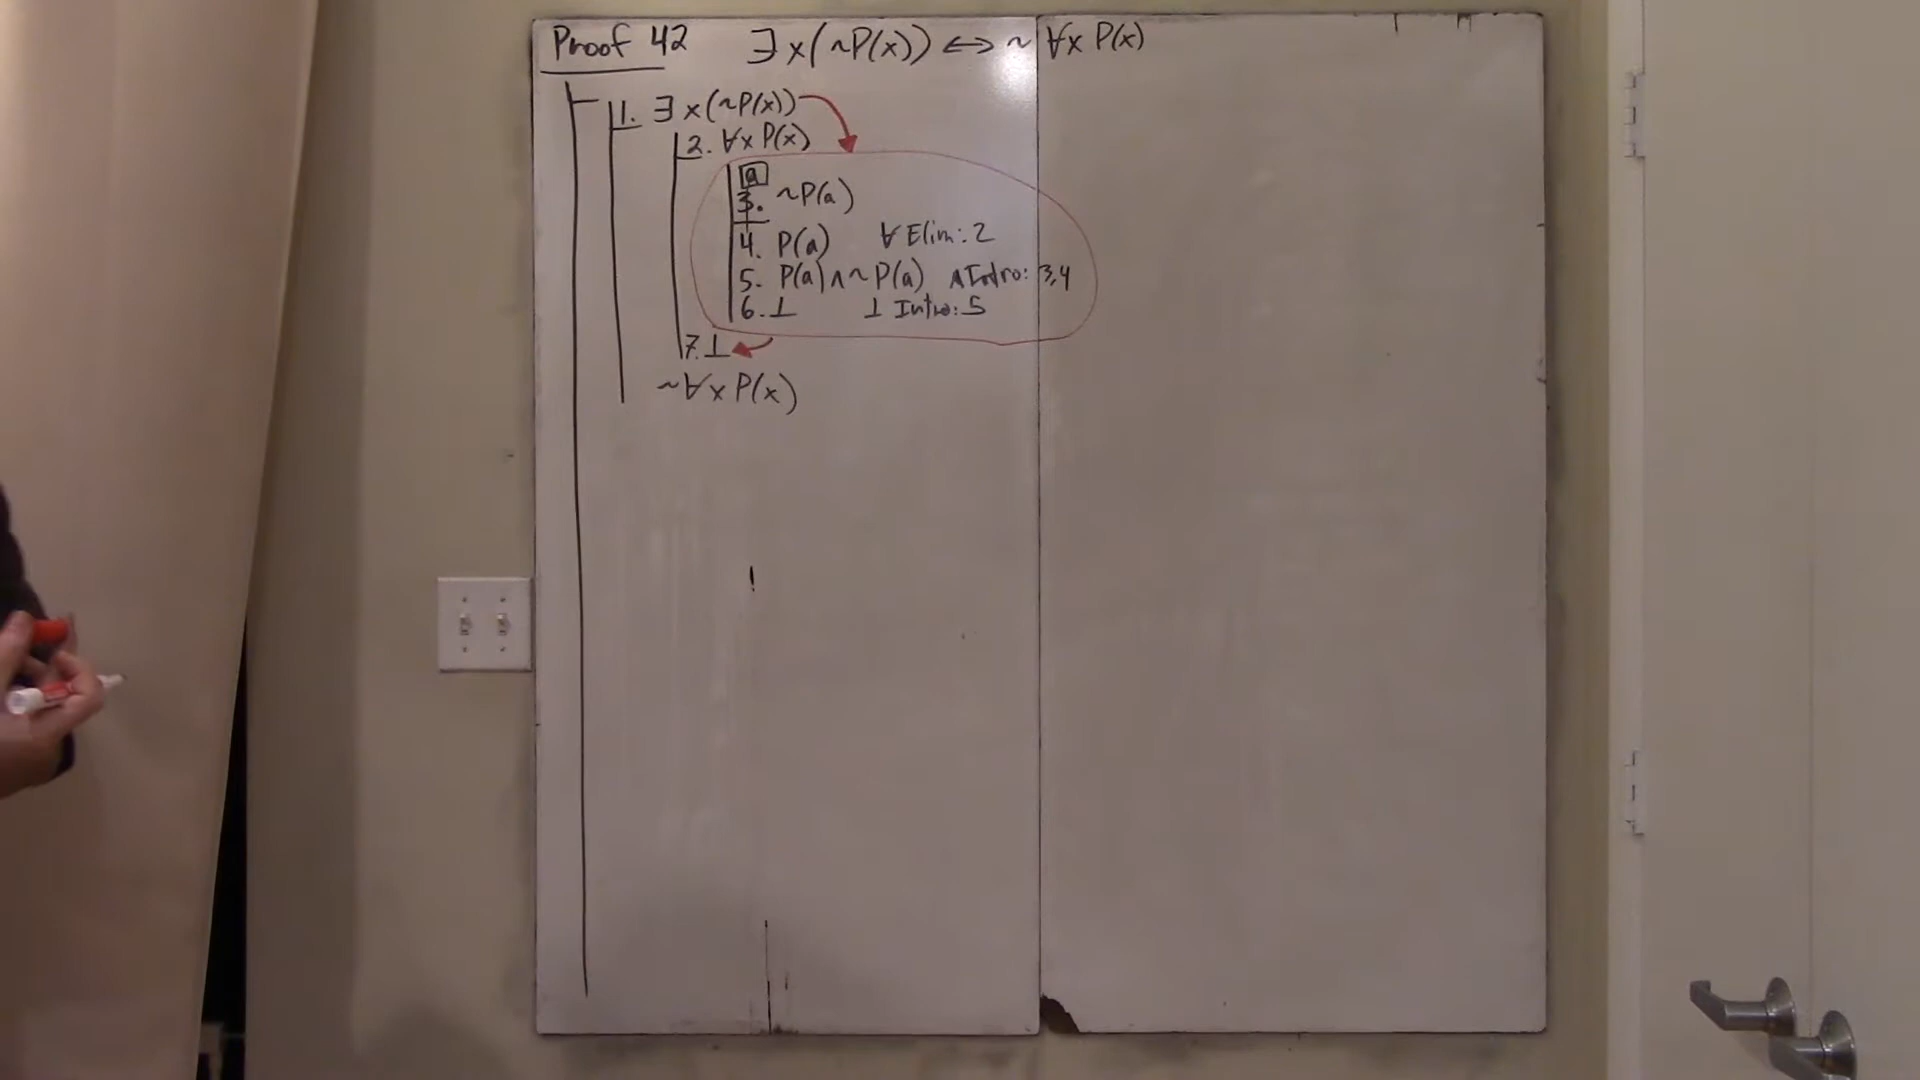 Proof 42 ∃x(~P(x)) ↔ ~∀x P(x)
1. ∃x(~P(x))
2. ∀x P(x)
a
3. ~P(a)
4. P(a) ∀ Elim: 2
5. P(a) ∧ ~P(a) ∧ Intro: 3,4
6. ⊥ ⊥ Intro: 5
7. ⊥
~∀x P(x)